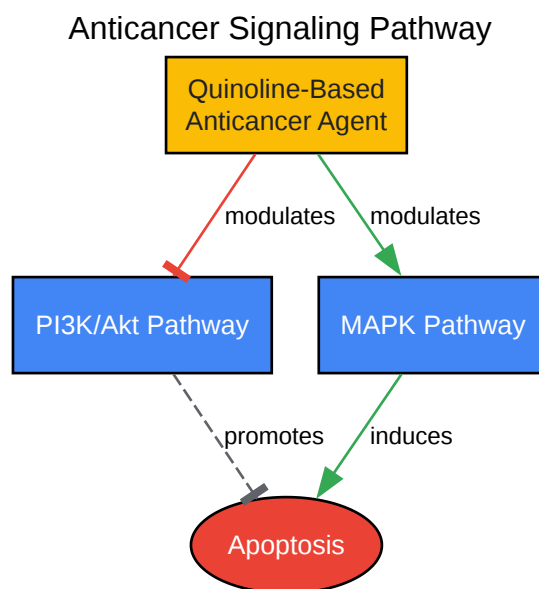 Anticancer Signaling Pathway
Quinoline-Based
Anticancer Agent
modulates
modulates
PI3K/Akt Pathway
MAPK Pathway
promotes
induces
Apoptosis